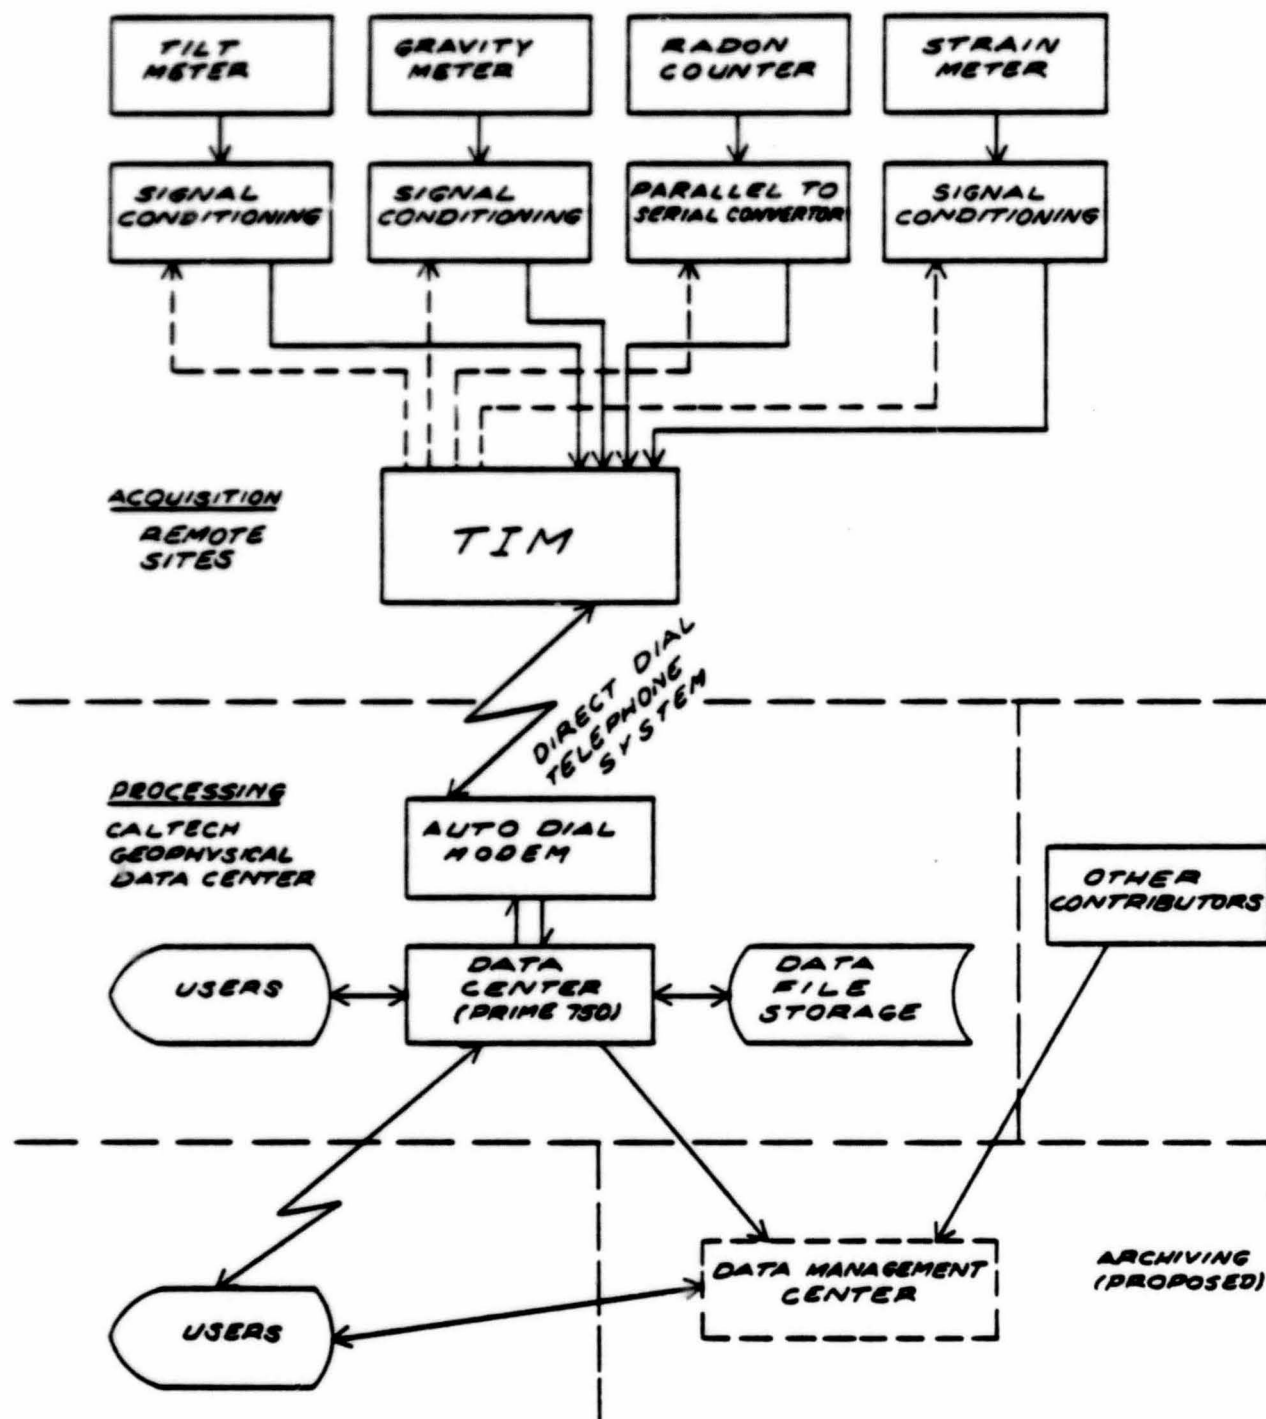 TILT
METER
GRAVITY
METER
RADON
COUNTER
STRAIN
METER
SIGNAL
CONDITIONING
SIGNAL
CONDITIONING
PARALLEL TO
SERIAL CONVERTOR
SIGNAL
CONDITIONING
ACQUISITION
REMOTE
SITES
TIM
DIRECT DIAL
TELEPHONE
SYSTEM
PROCESSING
CALTECH
GEOPHYSICAL
DATA CENTER
AUTO DIAL
MODEM
OTHER
CONTRIBUTORS
USERS
DATA
CENTER
(PRIME 750)
DATA
FILE
STORAGE
DATA MANAGEMENT
CENTER
ARCHIVING
(PROPOSED)
USERS